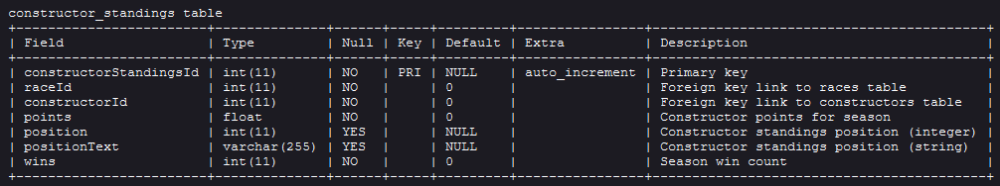 constructor_standings table
+------------------------+--------------+------+-----+---------+----------------+------------------------------------------+
| Field                  | Type         | Null | Key | Default | Extra          | Description                              |
+------------------------+--------------+------+-----+---------+----------------+------------------------------------------+
| constructorStandingsId | int(11)      | NO   | PRI | NULL    | auto_increment | Primary key                              |
| raceId                 | int(11)      | NO   |     | 0       |                | Foreign key link to races table          |
| constructorId          | int(11)      | NO   |     | 0       |                | Foreign key link to constructors table   |
| points                 | float        | NO   |     | 0       |                | Constructor points for season            |
| position               | int(11)      | YES  |     | NULL    |                | Constructor standings position (integer) |
| positionText           | varchar(255) | YES  |     | NULL    |                | Constructor standings position (string)  |
| wins                   | int(11)      | NO   |     | 0       |                | Season win count                         |
+------------------------+--------------+------+-----+---------+----------------+------------------------------------------+